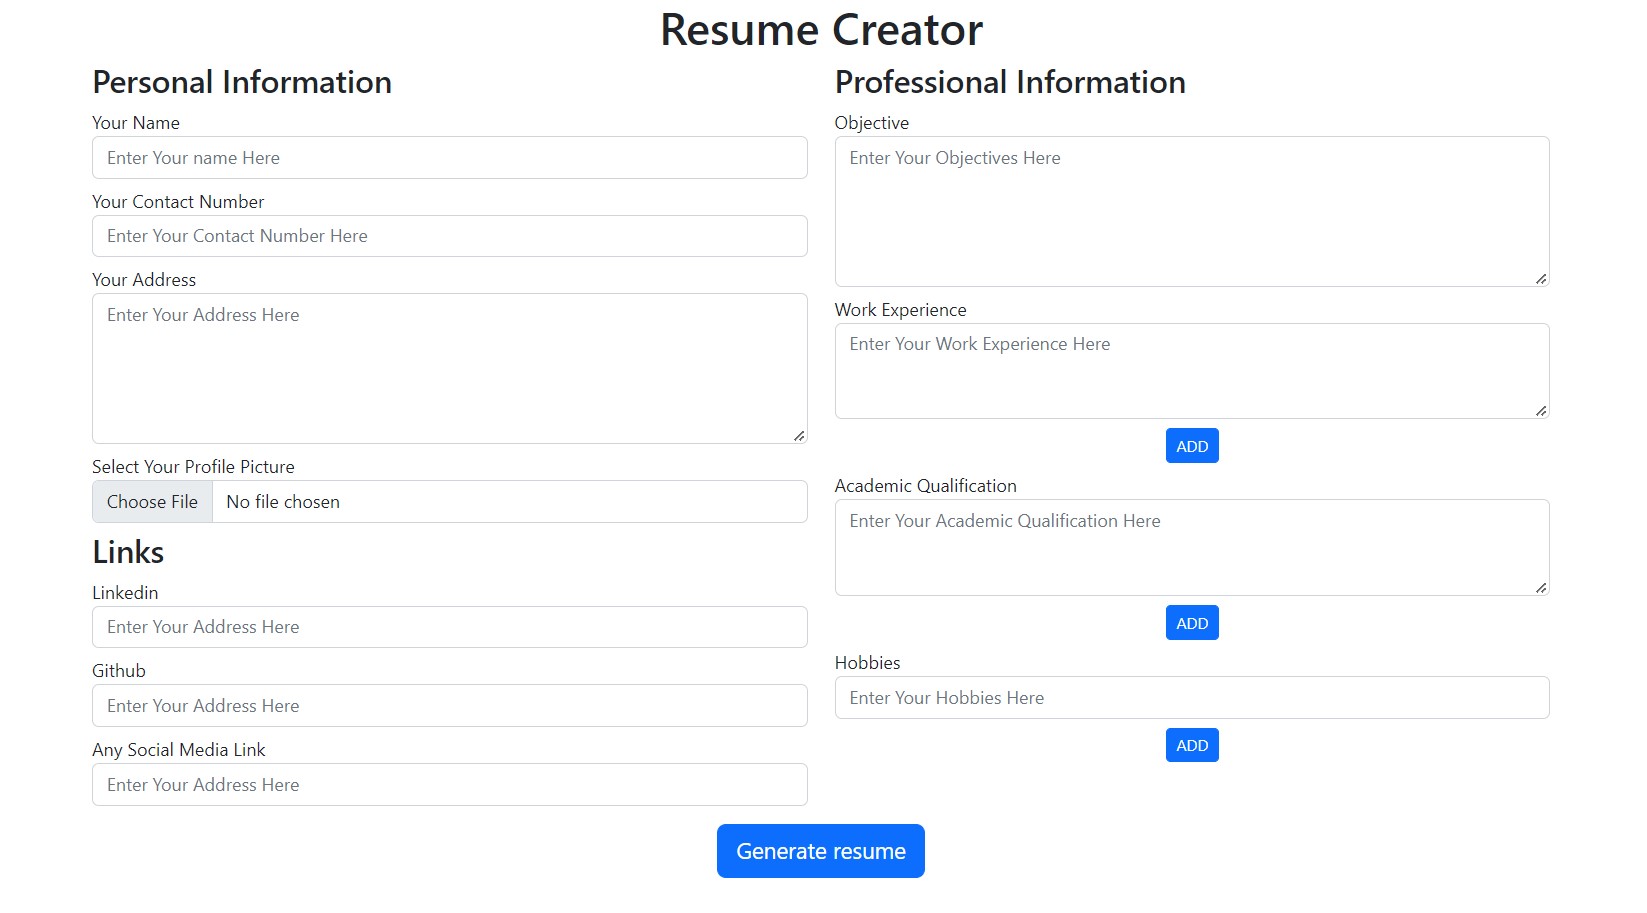 Resume Creator
Personal Information
Your Name
Enter Your name Here
Your Contact Number
Enter Your Contact Number Here
Your Address
Enter Your Address Here
Select Your Profile Picture
Choose File No file chosen
Links
Linkedin
Enter Your Address Here
Github
Enter Your Address Here
Any Social Media Link
Enter Your Address Here
Professional Information
Objective
Enter Your Objectives Here
Work Experience
Enter Your Work Experience Here
ADD
Academic Qualification
Enter Your Academic Qualification Here
ADD
Hobbies
Enter Your Hobbies Here
ADD
Generate resume